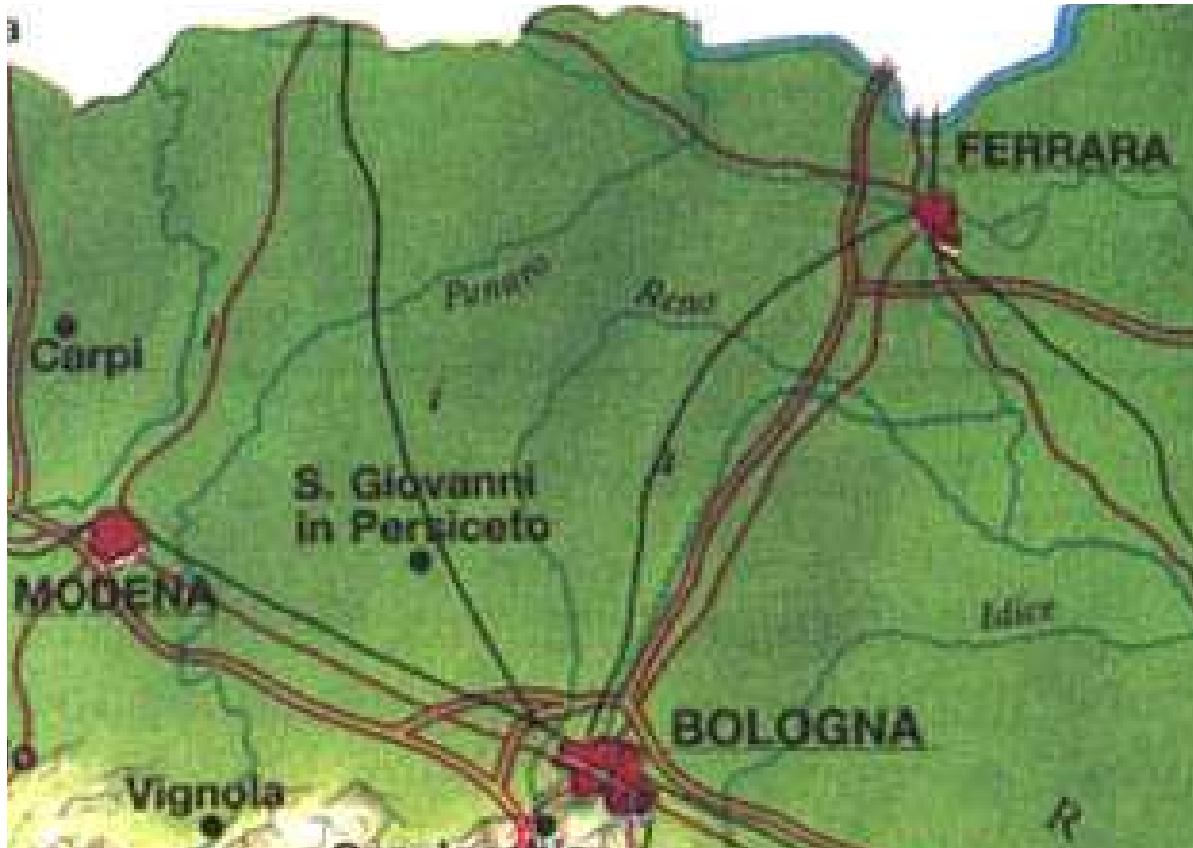 FERRARA
Panaro
Reno
Carpi
S. Giovanni
in Persiceto
MODENA
Idice
BOLOGNA
Vignola
R